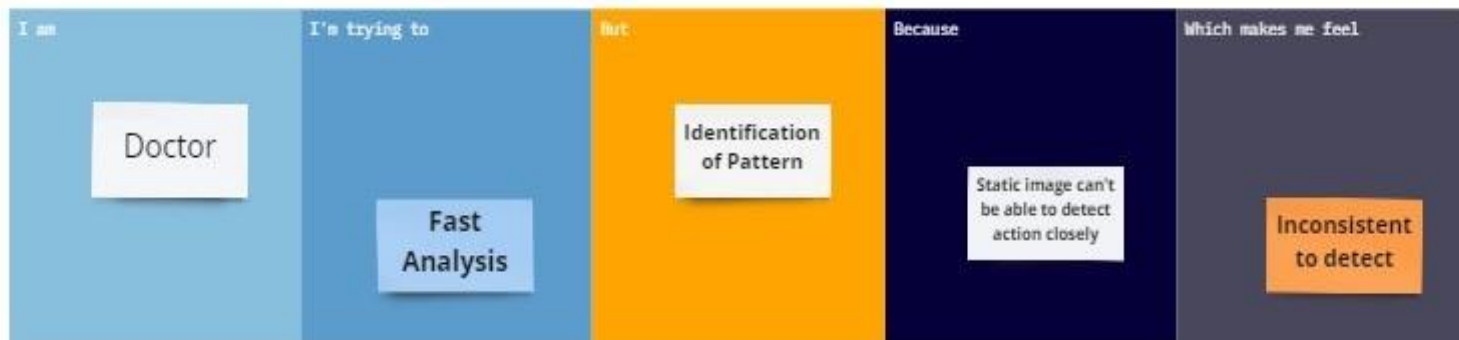 I am
I'm trying to
But
Because
Which makes me feel
Doctor
Fast
Analysis
Identification
of Pattern
Static image can't
be able to detect
action closely
Inconsistent
to detect